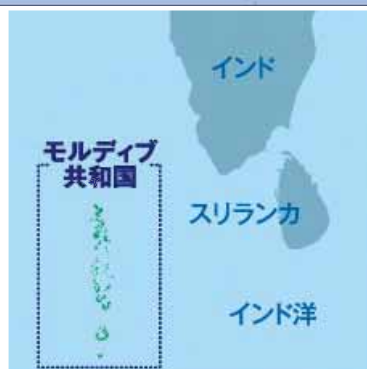 インド
モルディブ
共和国
スリランカ
インド洋